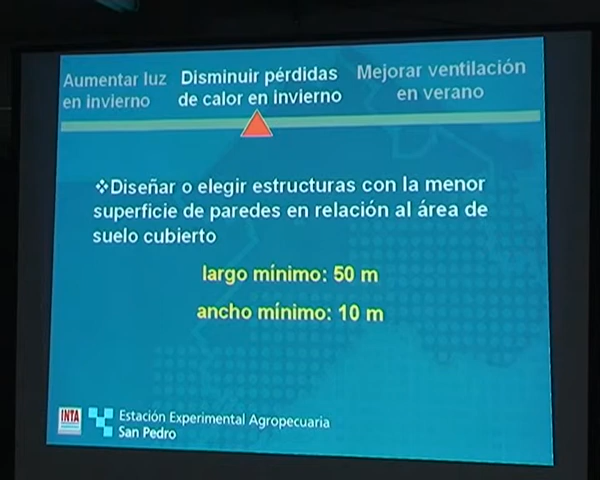 Aumentar luz
en invierno
Disminuir pérdidas
de calor en invierno
Mejorar ventilación
en verano
❖Diseñar o elegir estructuras con la menor
superficie de paredes en relación al área de
suelo cubierto
largo mínimo: 50 m
ancho mínimo: 10 m
INTA
Estación Experimental Agropecuaria
San Pedro